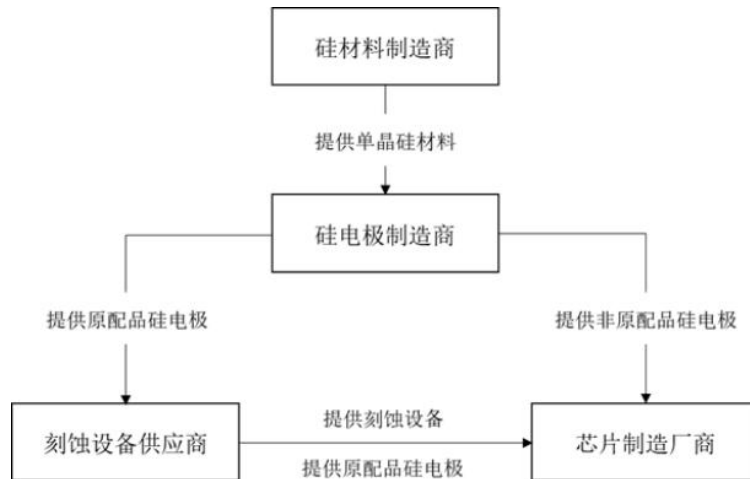 硅材料制造商
提供单晶硅材料
硅电极制造商
提供原配品硅电极
提供非原配品硅电极
刻蚀设备供应商
提供刻蚀设备
提供原配品硅电极
芯片制造厂商